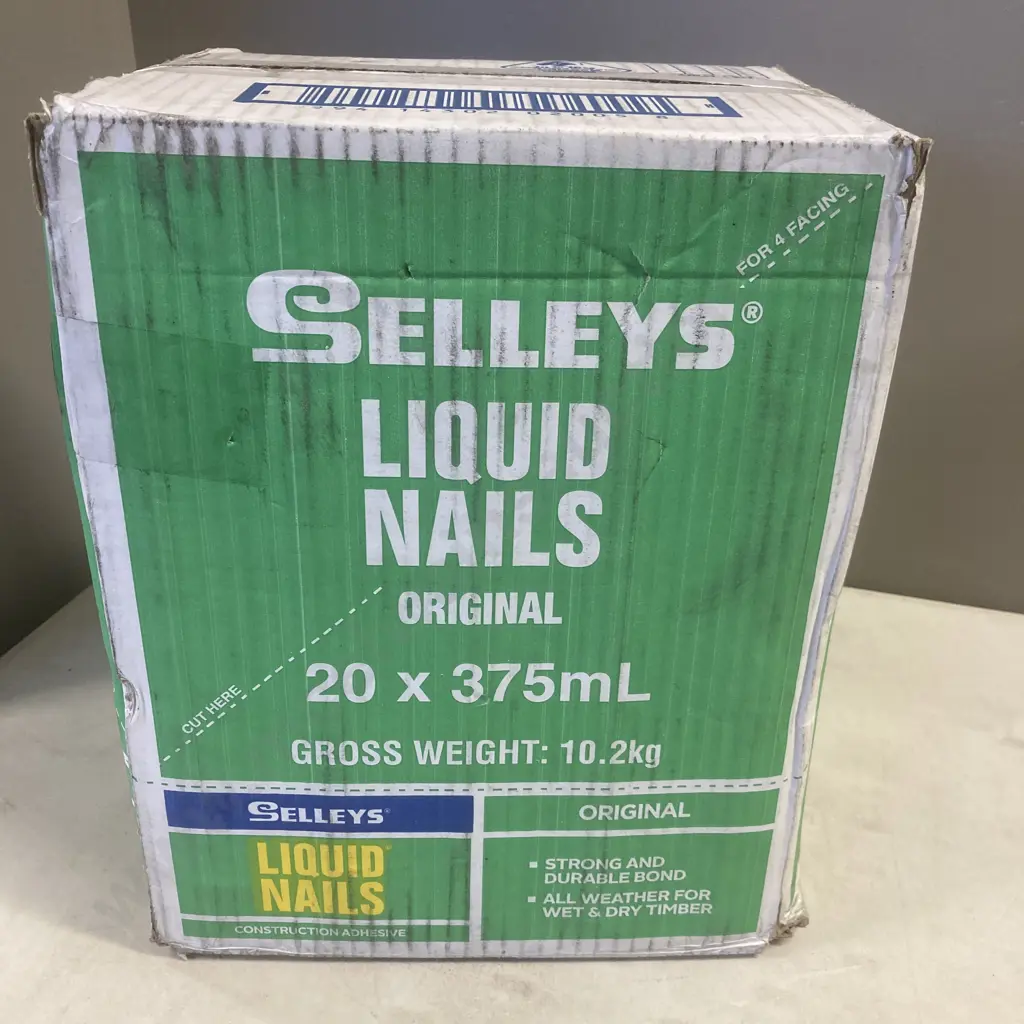 FOR 4 FACING
SELLEYS®
LIQUID
NAILS
ORIGINAL
20 x 375mL
CUT HERE
GROSS WEIGHT: 10.2kg
SELLEYS
LIQUID
NAILS
CONSTRUCTION ADHESIVE
ORIGINAL
▪ STRONG AND
DURABLE BOND
▪ ALL WEATHER FOR
WET & DRY TIMBER